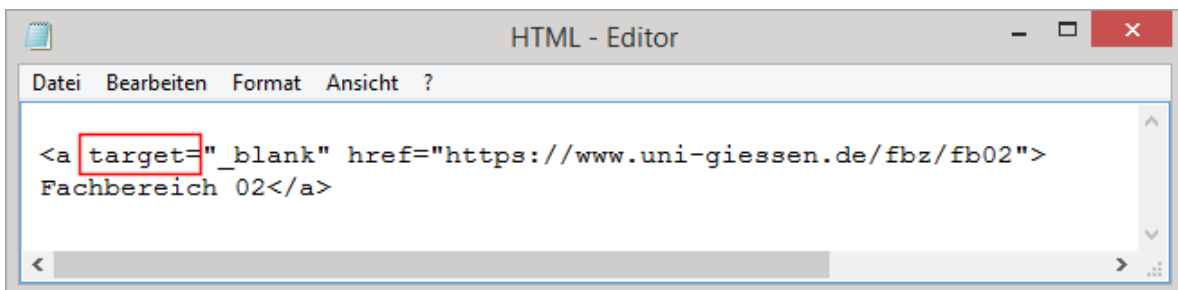 HTML - Editor
Datei Bearbeiten Format Ansicht ?
<a target="_blank" href="https://www.uni-giessen.de/fbz/fb02">
Fachbereich 02</a>